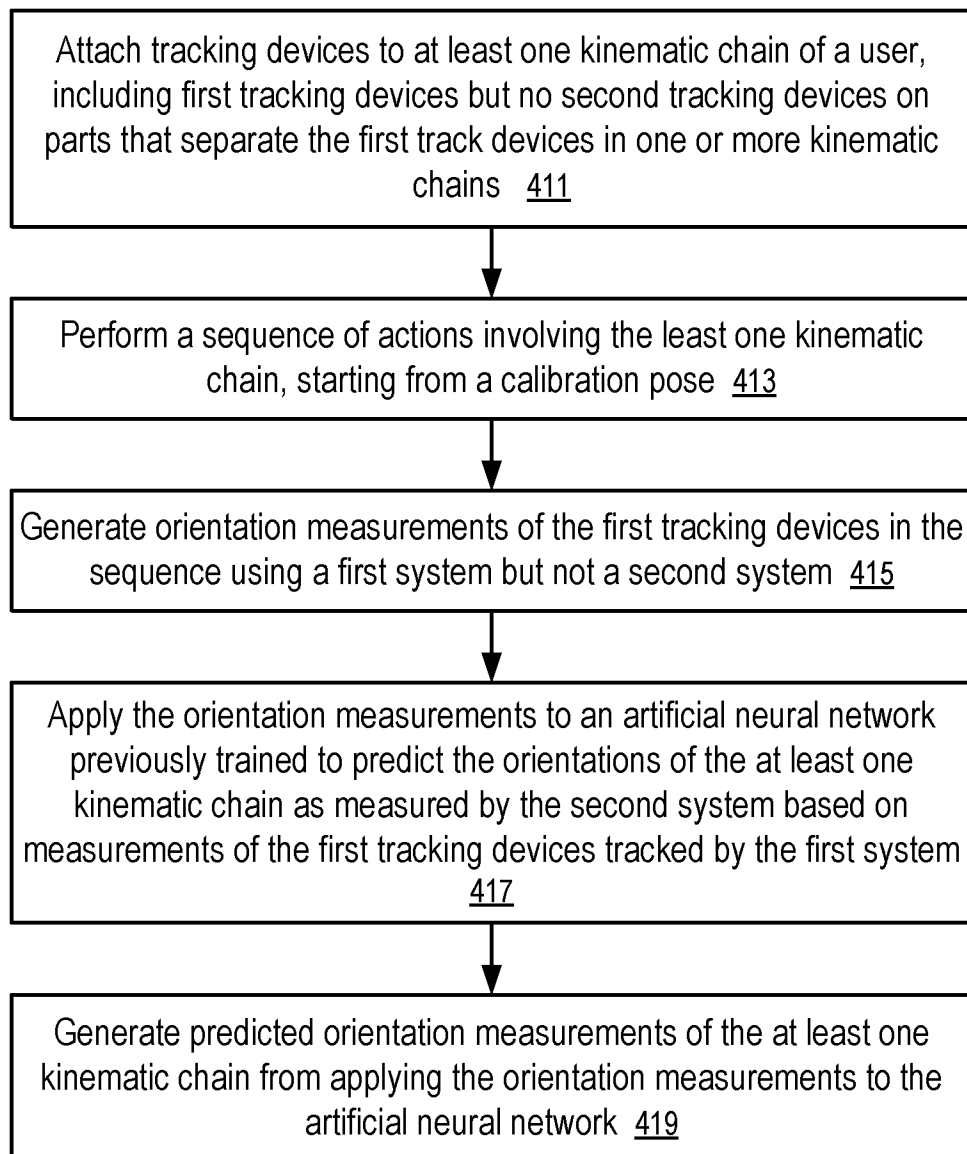 Attach tracking devices to at least one kinematic chain of a user,
including first tracking devices but no second tracking devices on
parts that separate the first track devices in one or more kinematic
chains 411
Perform a sequence of actions involving the least one kinematic
chain, starting from a calibration pose 413
Generate orientation measurements of the first tracking devices in the
sequence using a first system but not a second system 415
Apply the orientation measurements to an artificial neural network
previously trained to predict the orientations of the at least one
kinematic chain as measured by the second system based on
measurements of the first tracking devices tracked by the first system
417
Generate predicted orientation measurements of the at least one
kinematic chain from applying the orientation measurements to the
artificial neural network 419